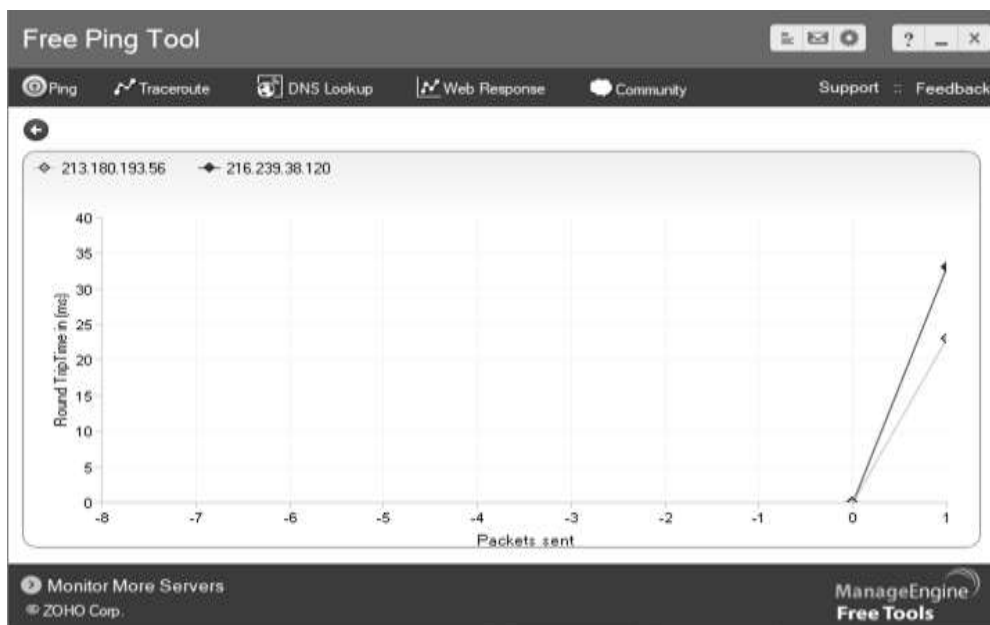 Free Ping Tool
? _ ×
Ping Traceroute DNS Lookup Web Response Community Support :: Feedback
213.180.193.56 216.239.38.120
40
35
30
25
20
15
10
5
0
Round TripTime in (ms)
-8 -7 -6 -5 -4 -3 -2 -1 0 1
Packets sent
Monitor More Servers
© ZOHO Corp.
ManageEngine
Free Tools